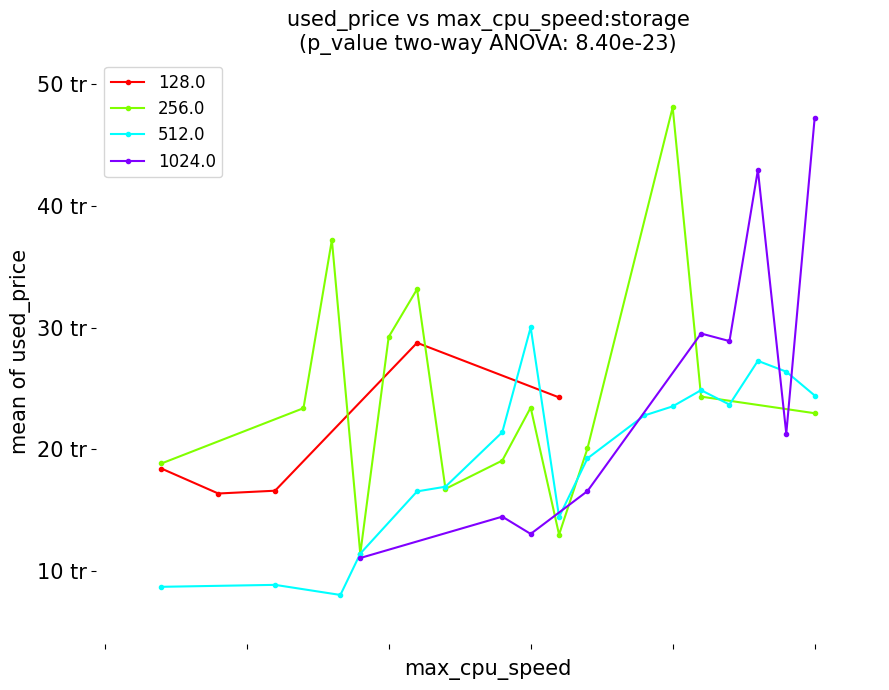 used_price vs max_cpu_speed:storage
(p_value two-way ANOVA: 8.40e-23)
128.0
256.0
512.0
1024.0
50 tr
40 tr
30 tr
20 tr
10 tr
mean of used_price
max_cpu_speed